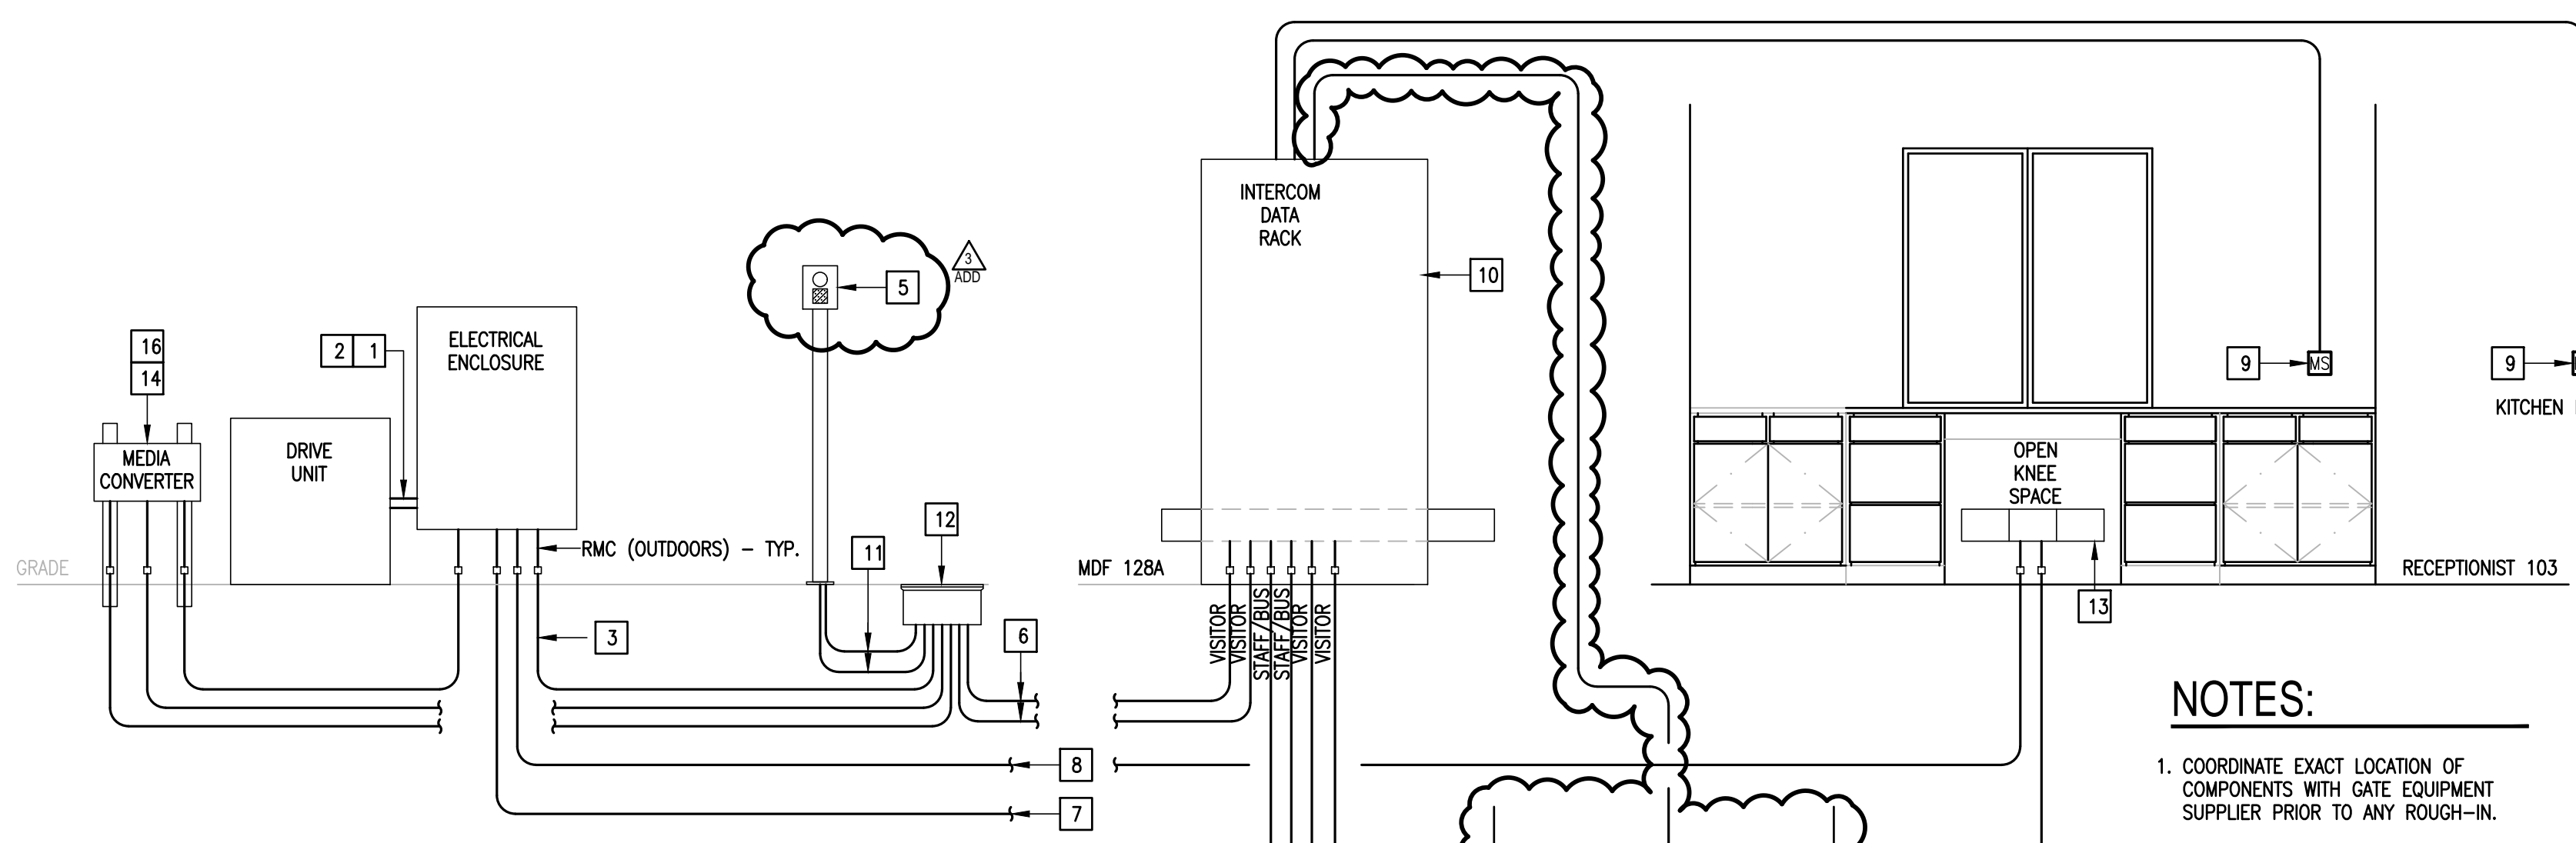 INTERCOM
DATA
RACK
3
ADD
5
10
16
14
2 1
ELECTRICAL
ENCLOSURE
9
MS
9
KITCHEN
MEDIA
CONVERTER
DRIVE
UNIT
OPEN
KNEE
SPACE
12
RMC (OUTDOORS) - TYP.
11
GRADE
MDF 128A
RECEPTIONIST 103
13
3
6
VISITOR
VISITOR
STAFF/BUS
STAFF/BUS
VISITOR
VISITOR
8
7
NOTES:
1. COORDINATE EXACT LOCATION OF
COMPONENTS WITH GATE EQUIPMENT
SUPPLIER PRIOR TO ANY ROUGH-IN.